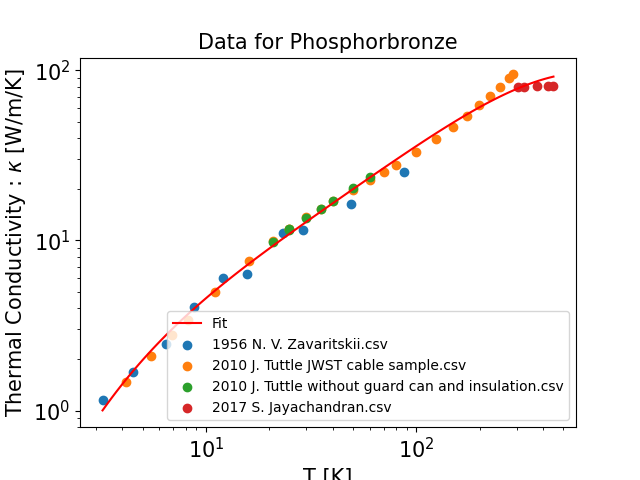 Data for Phosphorbronze
Thermal Conductivity : κ [W/m/K]
10²
10¹
10⁰
Fit
1956 N. V. Zavaritskii.csv
2010 J. Tuttle JWST cable sample.csv
2010 J. Tuttle without guard can and insulation.csv
2017 S. Jayachandran.csv
10¹ 10²
T [K]